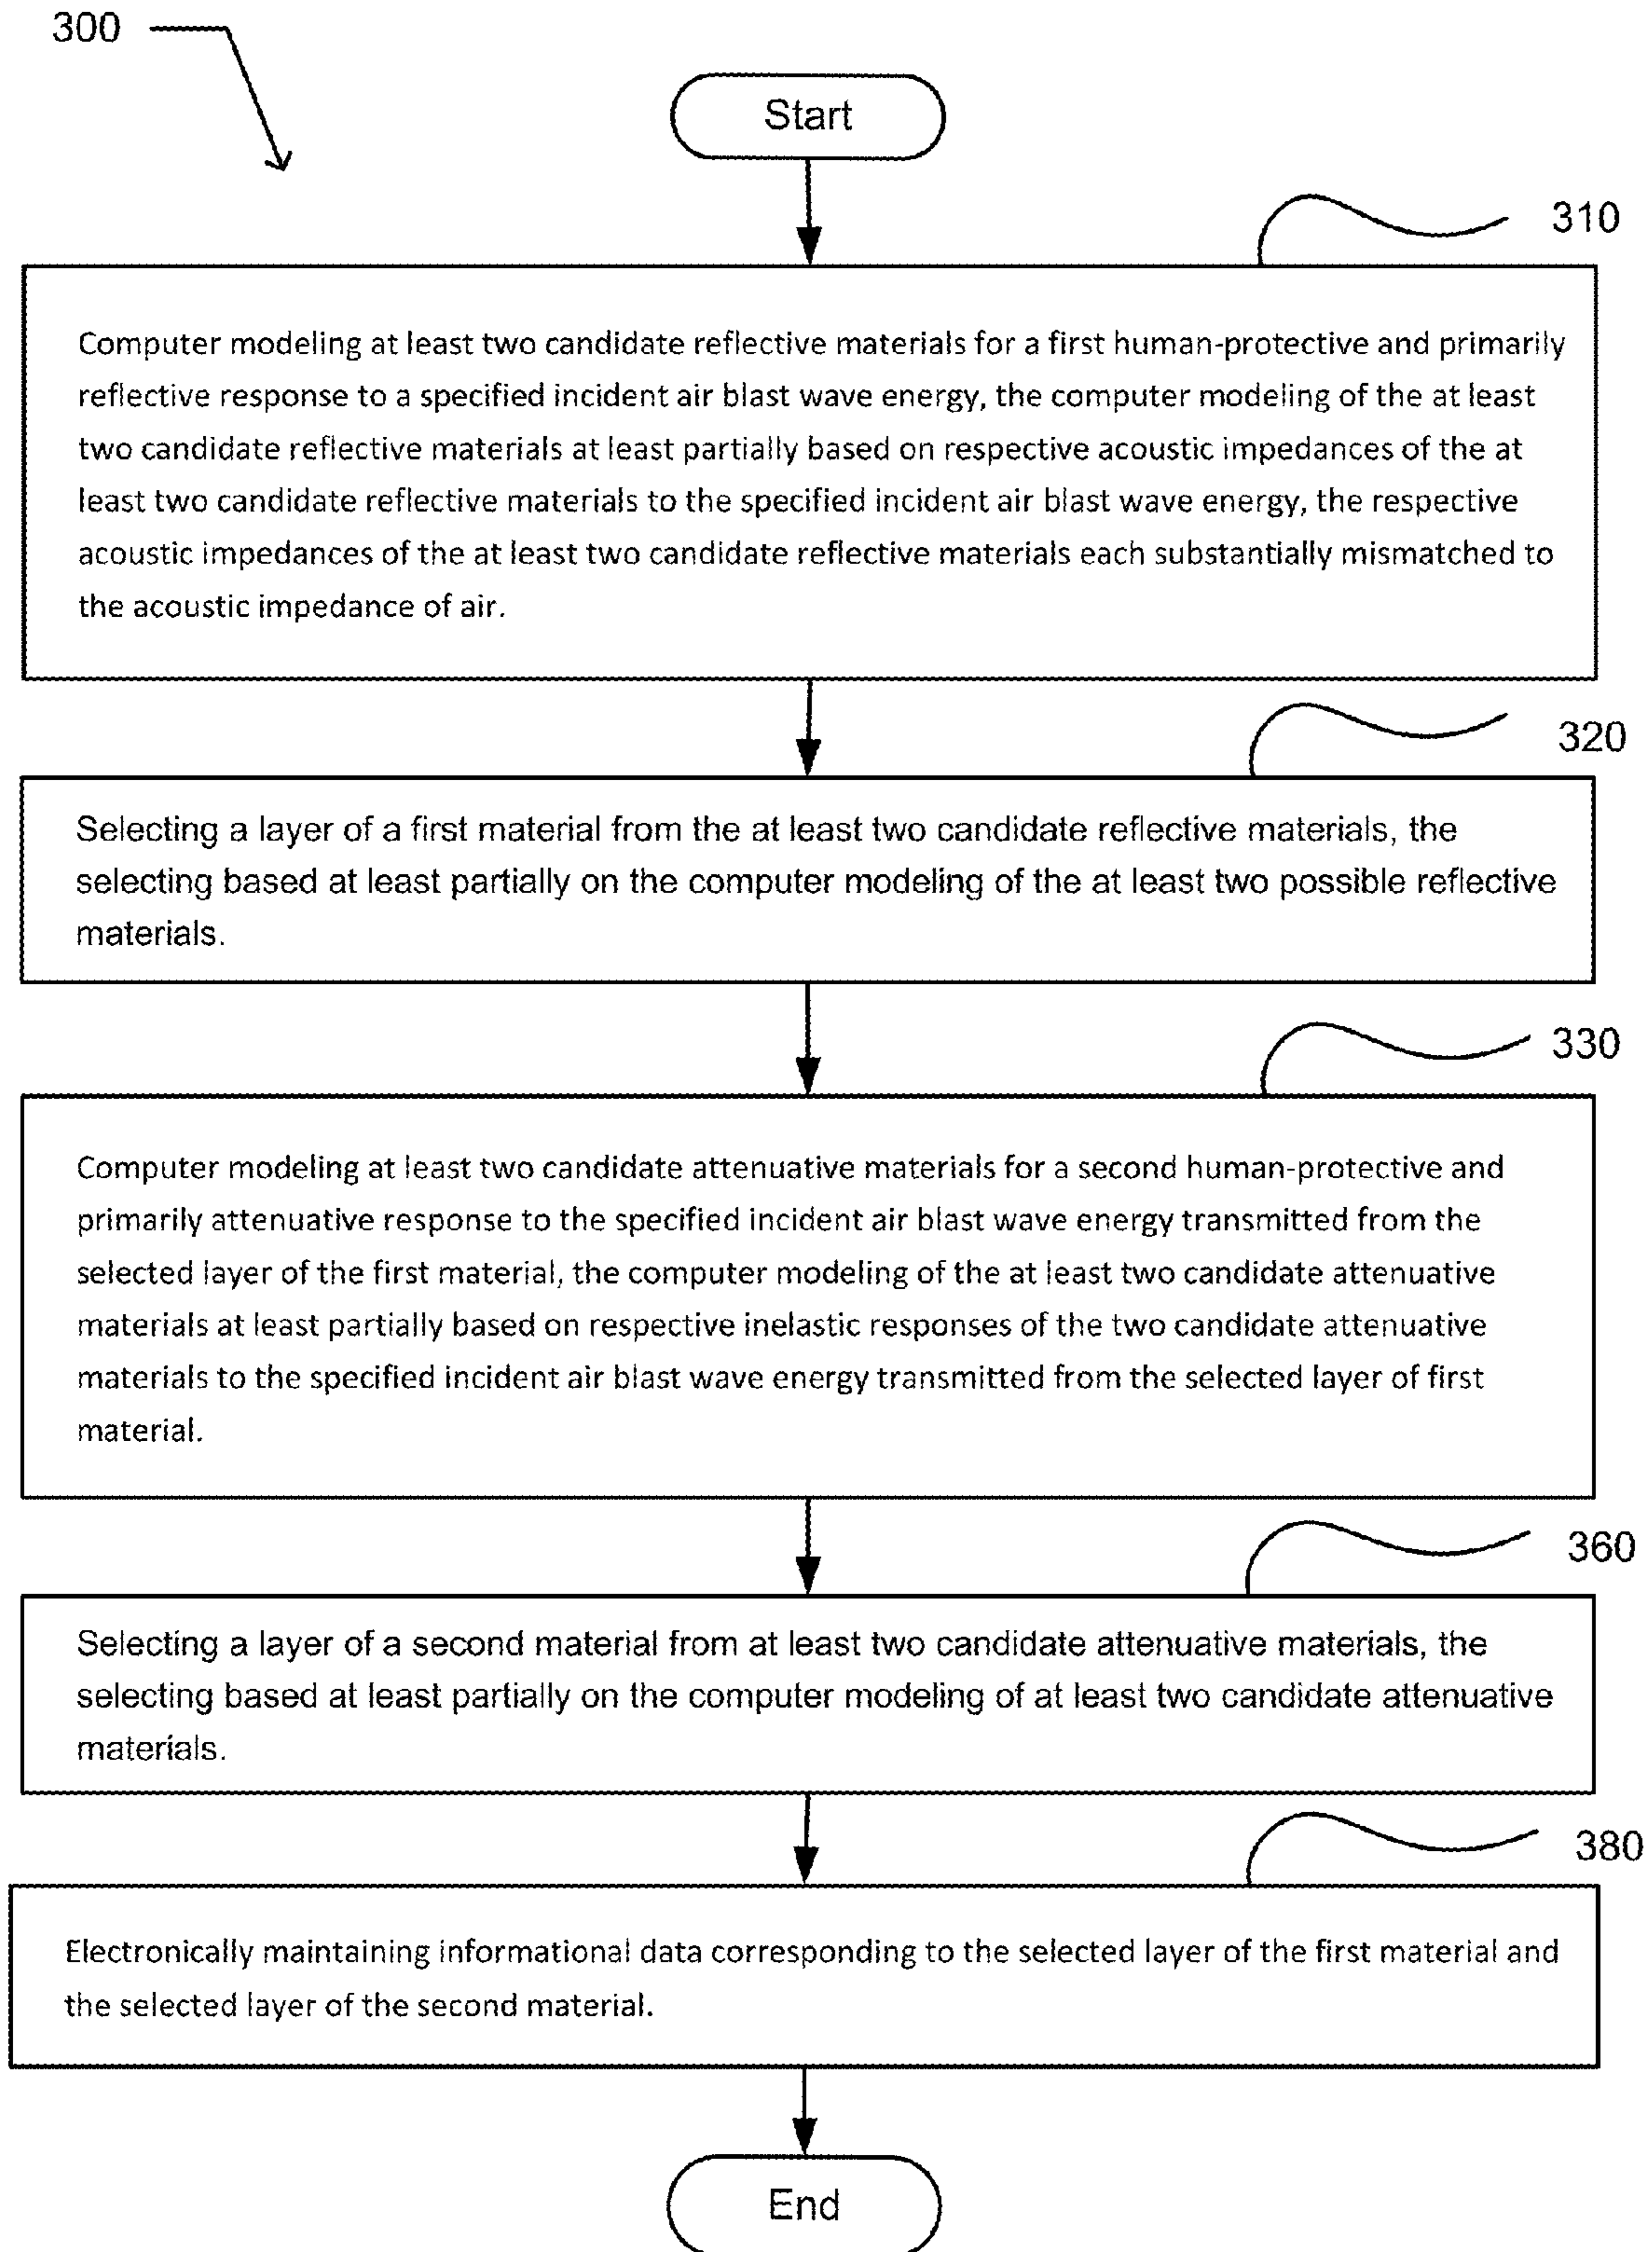 300
Start
310
Computer modeling at least two candidate reflective materials for a first human-protective and primarily
reflective response to a specified incident air blast wave energy, the computer modeling of the at least
two candidate reflective materials at least partially based on respective acoustic impedances of the at
least two candidate reflective materials to the specified incident air blast wave energy, the respective
acoustic impedances of the at least two candidate reflective materials each substantially mismatched to
the acoustic impedance of air.
320
Selecting a layer of a first material from the at least two candidate reflective materials, the
selecting based at least partially on the computer modeling of the at least two possible reflective
materials.
330
Computer modeling at least two candidate attenuative materials for a second human-protective and
primarily attenuative response to the specified incident air blast wave energy transmitted from the
selected layer of the first material, the computer modeling of the at least two candidate attenuative
materials at least partially based on respective inelastic responses of the two candidate attenuative
materials to the specified incident air blast wave energy transmitted from the selected layer of first
material.
360
Selecting a layer of a second material from at least two candidate attenuative materials, the
selecting based at least partially on the computer modeling of at least two candidate attenuative
materials.
380
Electronically maintaining informational data corresponding to the selected layer of the first material and
the selected layer of the second material.
End